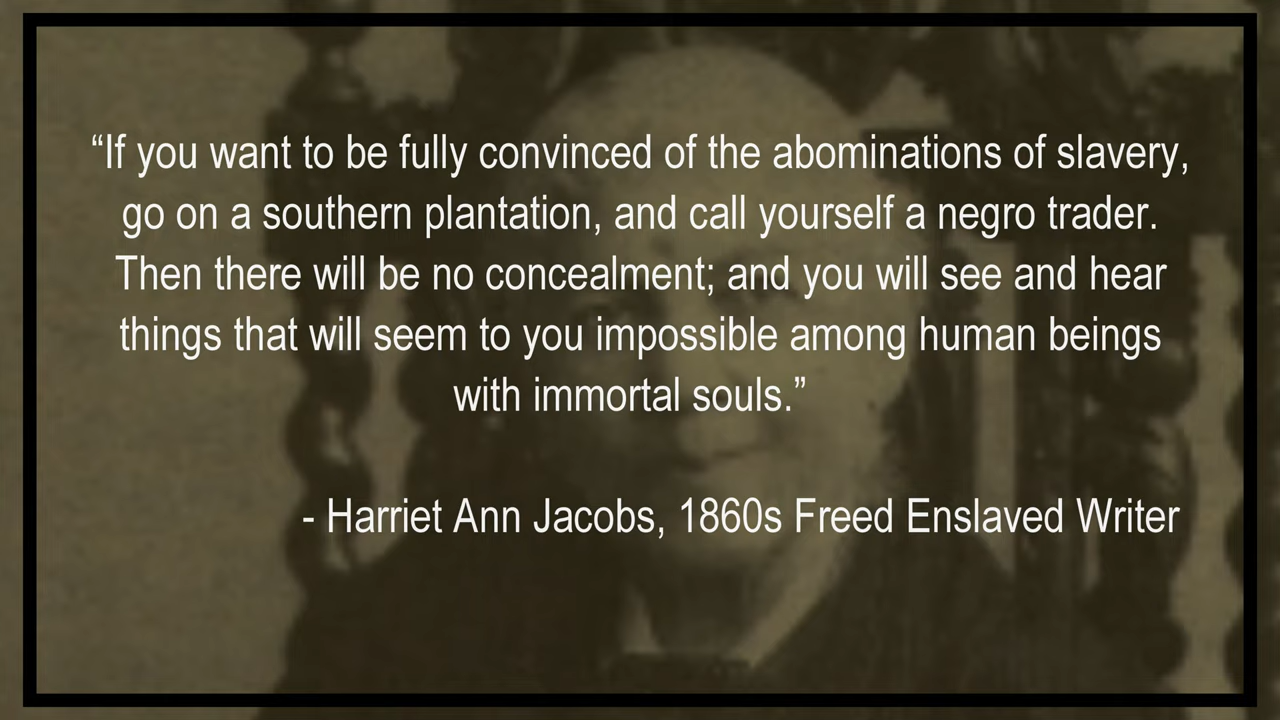 “If you want to be fully convinced of the abominations of slavery,
go on a southern plantation, and call yourself a negro trader.
Then there will be no concealment; and you will see and hear
things that will seem to you impossible among human beings
with immortal souls.”
- Harriet Ann Jacobs, 1860s Freed Enslaved Writer